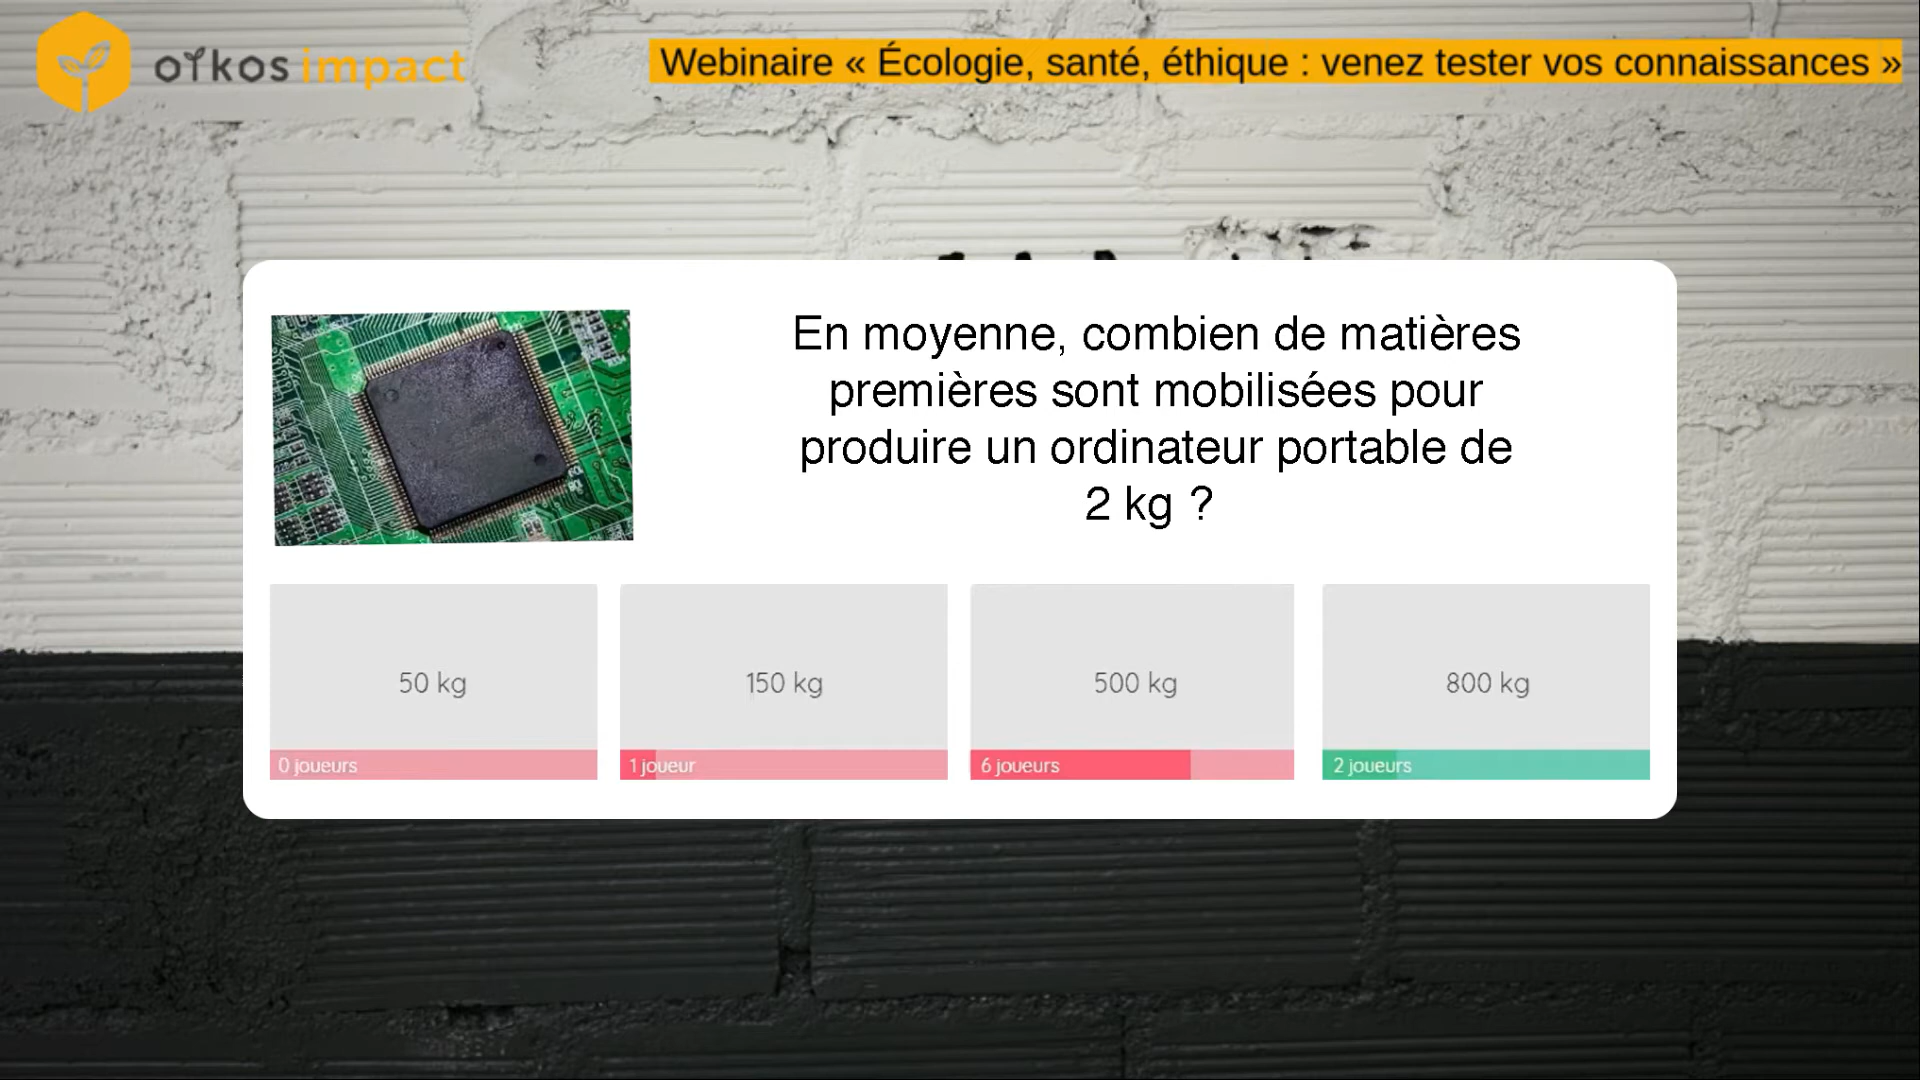 oïkos impact
Webinaire « Écologie, santé, éthique : venez tester vos connaissances »
En moyenne, combien de matières
premières sont mobilisées pour
produire un ordinateur portable de
2 kg ?
50 kg
150 kg
500 kg
800 kg
0 joueurs
1 joueur
6 joueurs
2 joueurs